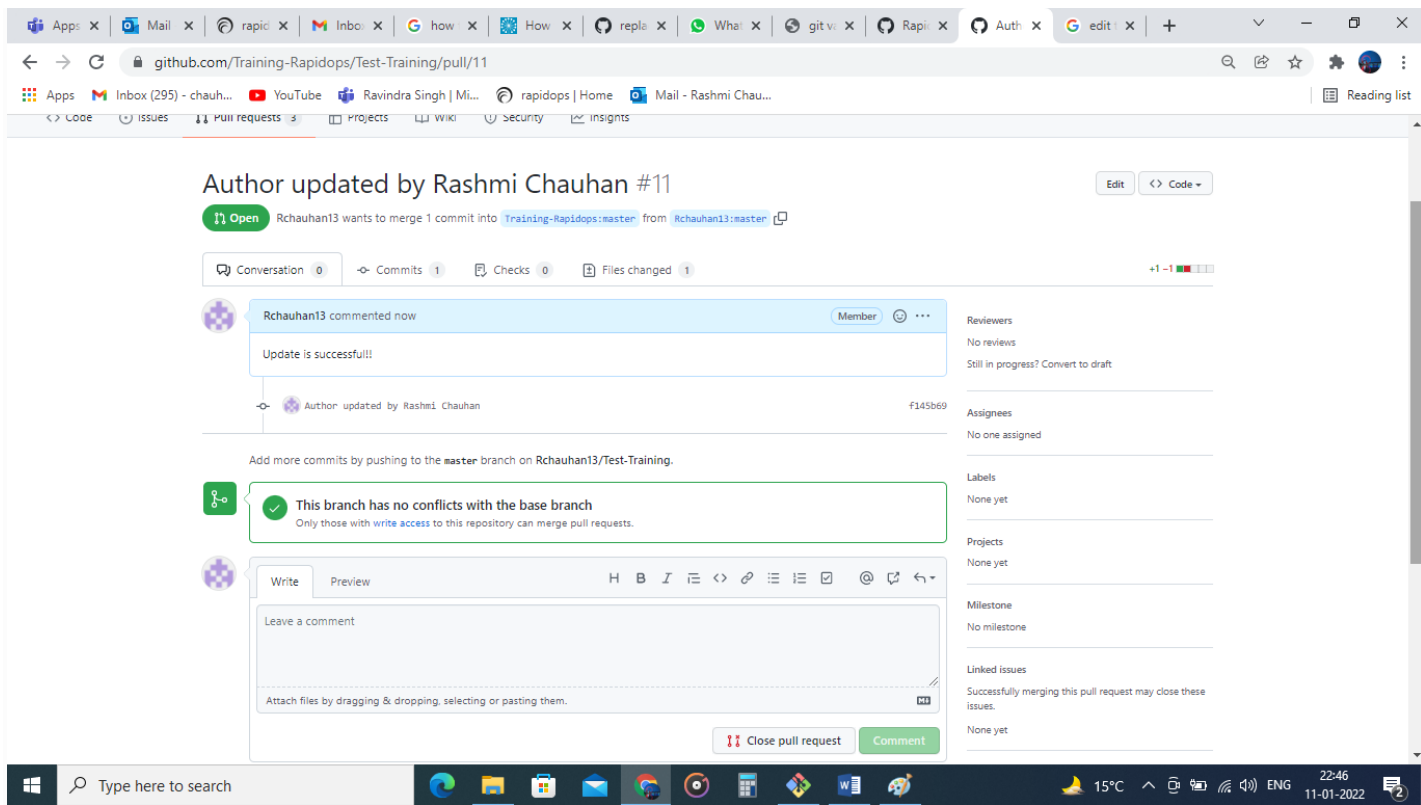 Apps Mail rapid Inbo: how How repla What git va Rapid Auth edit t
github.com/Training-Rapidops/Test-Training/pull/11
Apps Inbox (295) - chauh... YouTube Ravindra Singh | Mi... rapidops | Home Mail - Rashmi Chau... Reading list
Code Issues Pull requests 3 Projects Wiki Security Insights
Author updated by Rashmi Chauhan #11
Edit <> Code
Open Rchauhan13 wants to merge 1 commit into Training-Rapidops:master from Rchauhan13:master
Conversation 0 Commits 1 Checks 0 Files changed 1 +1 −1
Rchauhan13 commented now Member
Update is successful!!
Author updated by Rashmi Chauhan f145b69
Add more commits by pushing to the master branch on Rchauhan13/Test-Training.
This branch has no conflicts with the base branch
Only those with write access to this repository can merge pull requests.
Write Preview H B I
Leave a comment
Attach files by dragging & dropping, selecting or pasting them.
Close pull request Comment
Reviewers
No reviews
Still in progress? Convert to draft
Assignees
No one assigned
Labels
None yet
Projects
None yet
Milestone
No milestone
Linked issues
Successfully merging this pull request may close these
issues.
None yet
Type here to search 15°C ENG 22:46
11-01-2022 2